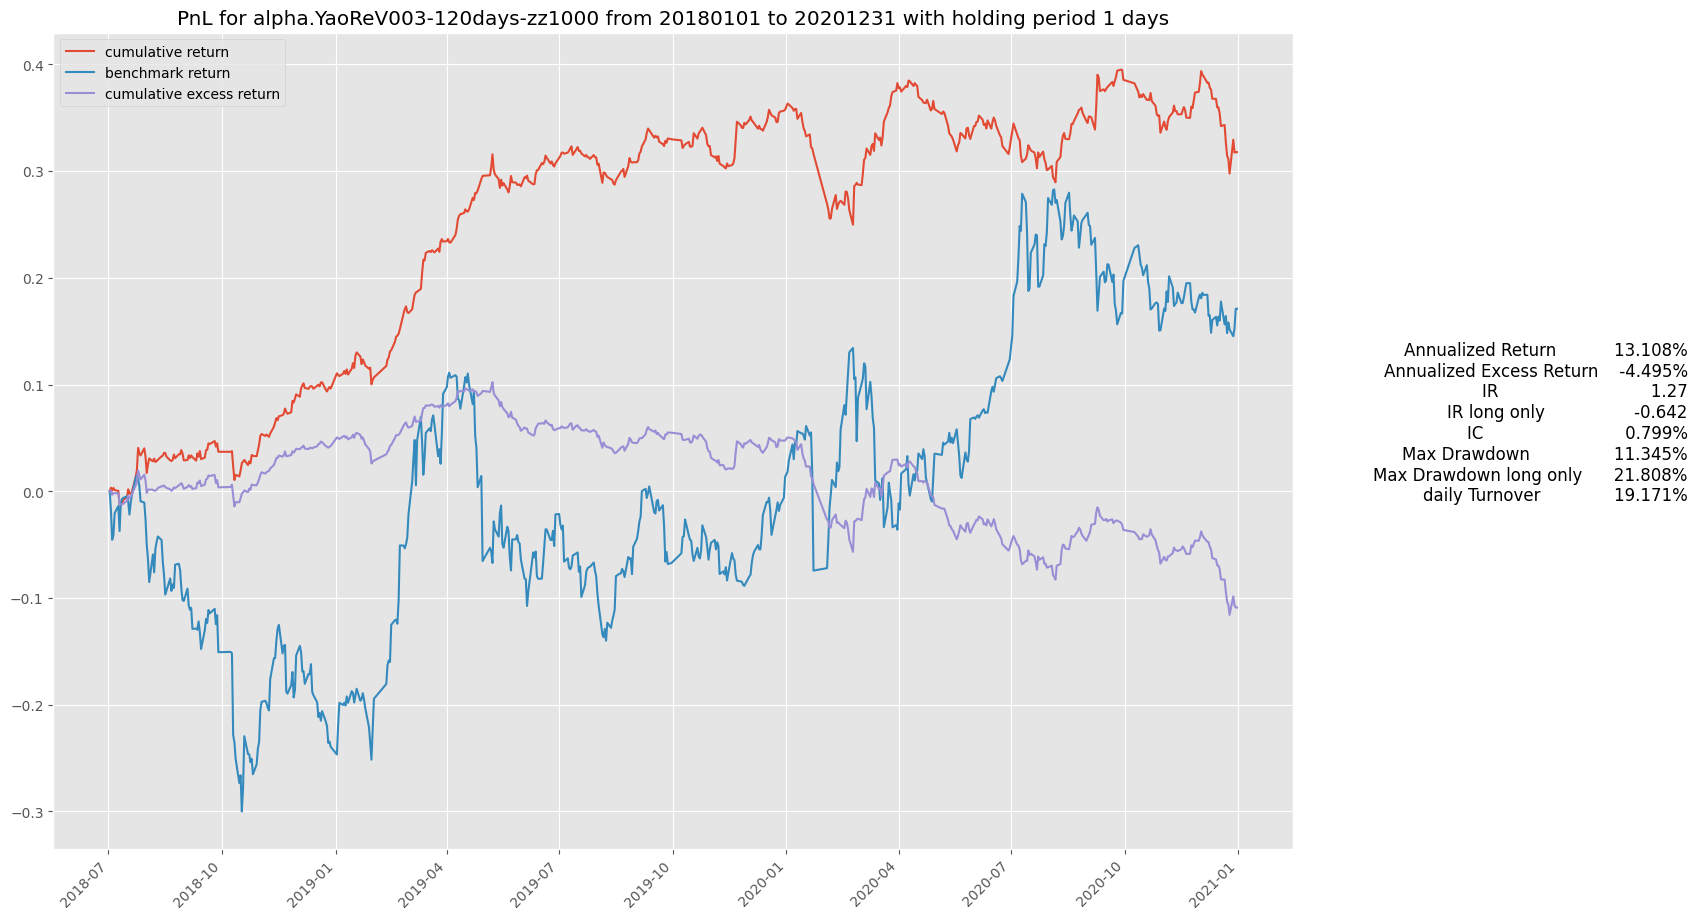 PnL for alpha.YaoReV003-120days-zz1000 from 20180101 to 20201231 with holding period 1 days
cumulative return
benchmark return
cumulative excess return
0.4
0.3
0.2
0.1
0.0
−0.1
−0.2
−0.3
2018-07
2018-10
2019-01
2019-04
2019-07
2019-10
2020-01
2020-04
2020-07
2020-10
2021-01
Annualized Return 13.108%
Annualized Excess Return -4.495%
IR 1.27
IR long only -0.642
IC 0.799%
Max Drawdown 11.345%
Max Drawdown long only 21.808%
daily Turnover 19.171%